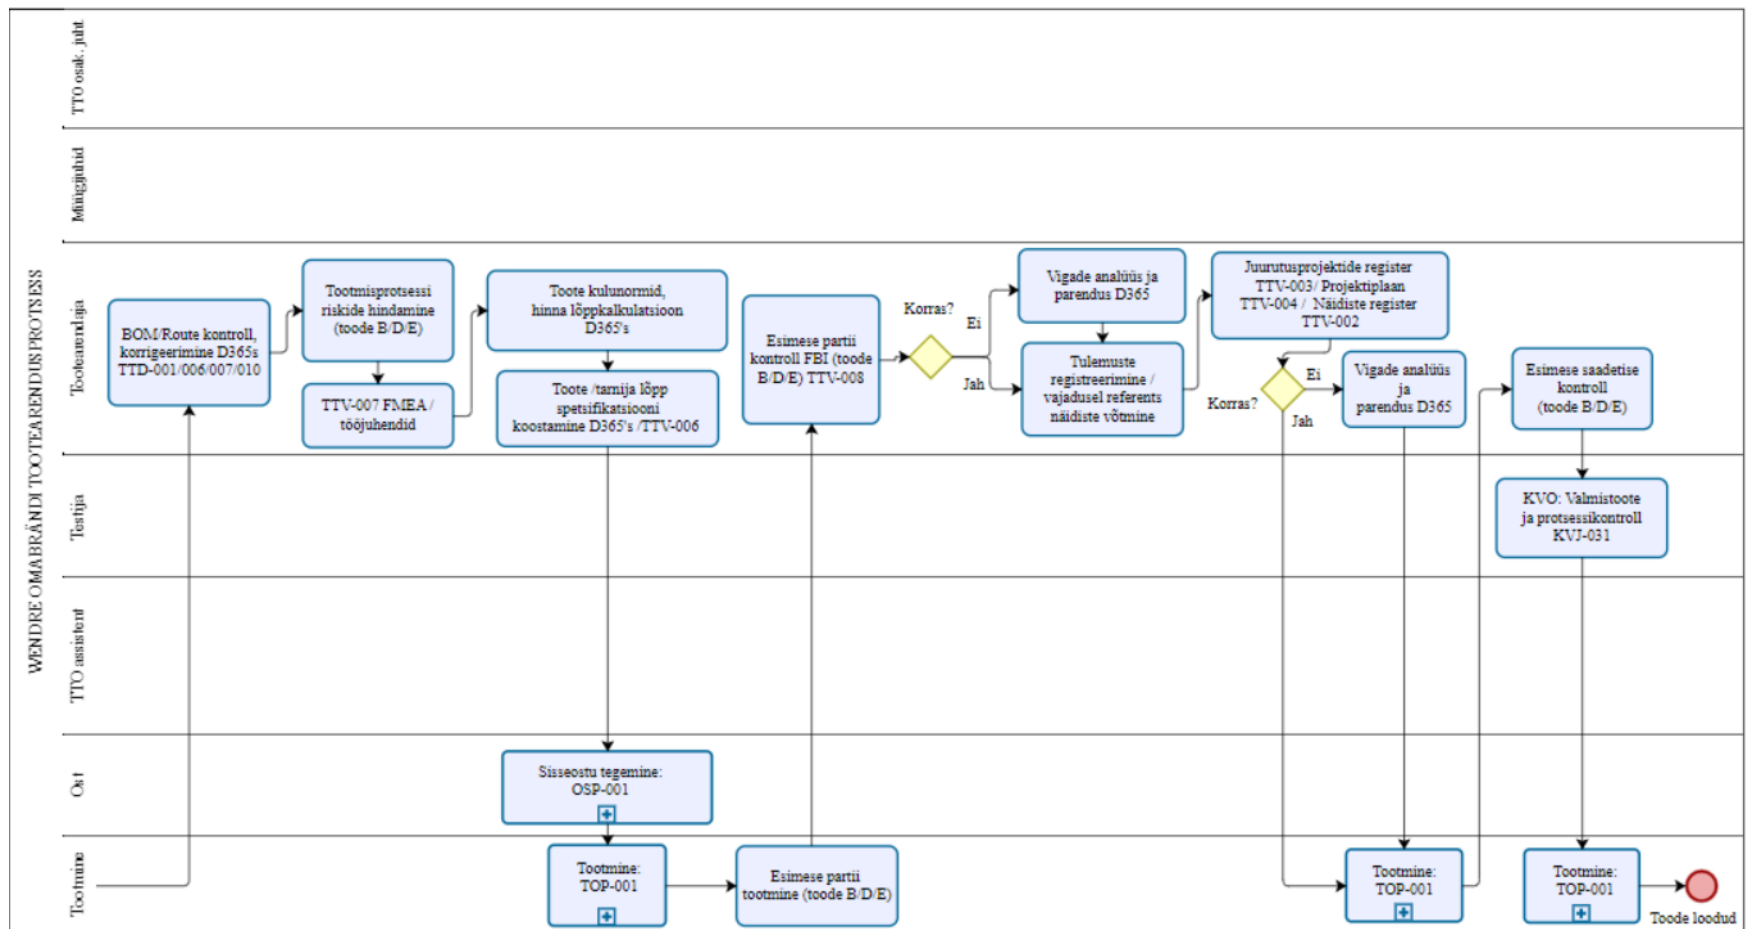 WENDRE OMABRÄNDI TOOTEARENDUSPROTSESS
TTO osak. juht
Müügijuhid
Tootearendaja
Testija
TTO assistent
Ost
Tootmine
BOM/Route kontroll,
korrigeerimine D365s
TTD-001/006/007/010
Tootmisprotsessi
riskide hindamine
(toode B/D/E)
TTV-007 FMEA /
tööjuhendid
Toote kulunormid,
hinna lõppkalkulatsioon
D365's
Toote /tarnija lõpp
spetsifikatsiooni
koostamine D365's /TTV-006
Esimese partii
kontroll FBI (toode
B/D/E) TTV-008
Korras?
Ei
Jah
Vigade analüüs ja
parendus D365
Tulemuste
registreerimine /
vajadusel referents
näidiste võtmine
Juurutusprojektide register
TTV-003/ Projektiplaan
TTV-004 / Näidiste register
TTV-002
Korras?
Ei
Jah
Vigade analüüs
ja
parendus D365
Esimese saadetise
kontroll
(toode B/D/E)
KVO: Valmistoote
ja protsessikontroll
KVJ-031
Sisseostu tegemine:
OSP-001
Tootmine:
TOP-001
Esimese partii
tootmine (toode B/D/E)
Tootmine:
TOP-001
Tootmine:
TOP-001
Toode loodud